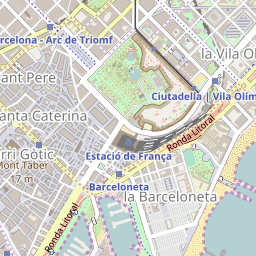 arcelona - Arc de Triomf
la Vila Ol
ant Pere
Ciutadella | Vila Olím
anta Caterina
Ronda Litoral
rri Gòtic
Mont Tàber
17 m
Estació de França
Barceloneta
la Barceloneta
Ronda Litoral